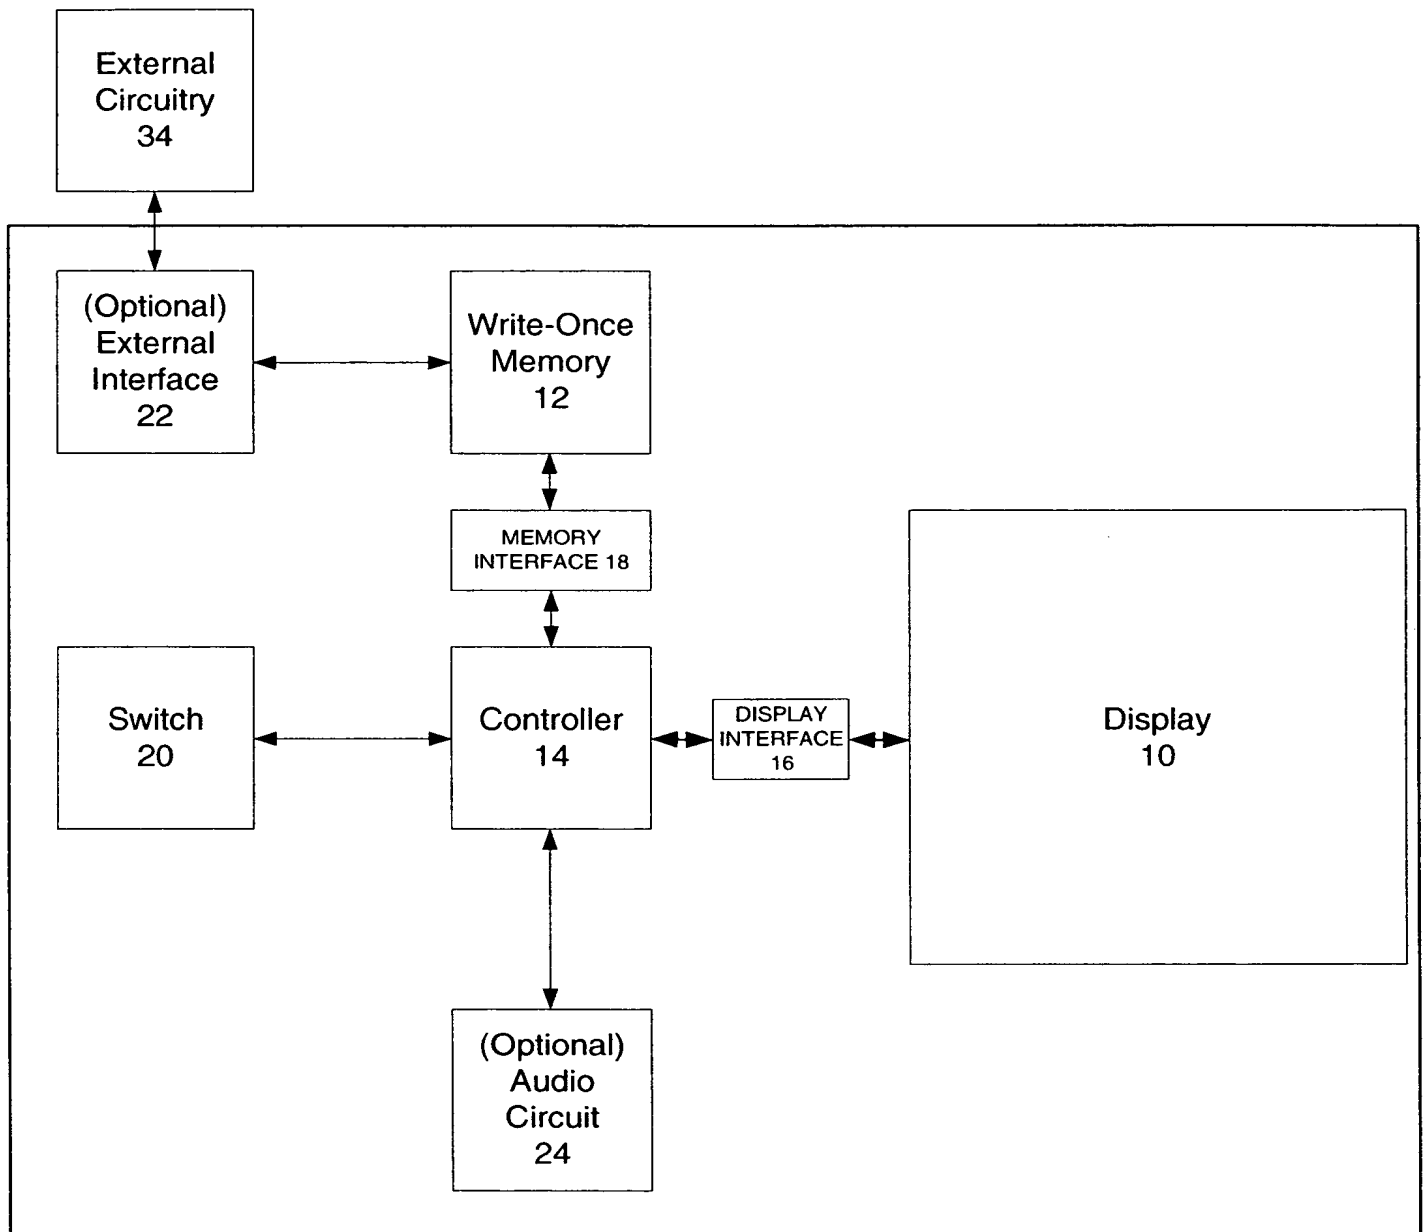 External
Circuitry
34
(Optional)
External
Interface
22
Write-Once
Memory
12
MEMORY
INTERFACE 18
Switch
20
Controller
14
DISPLAY
INTERFACE
16
Display
10
(Optional)
Audio
Circuit
24